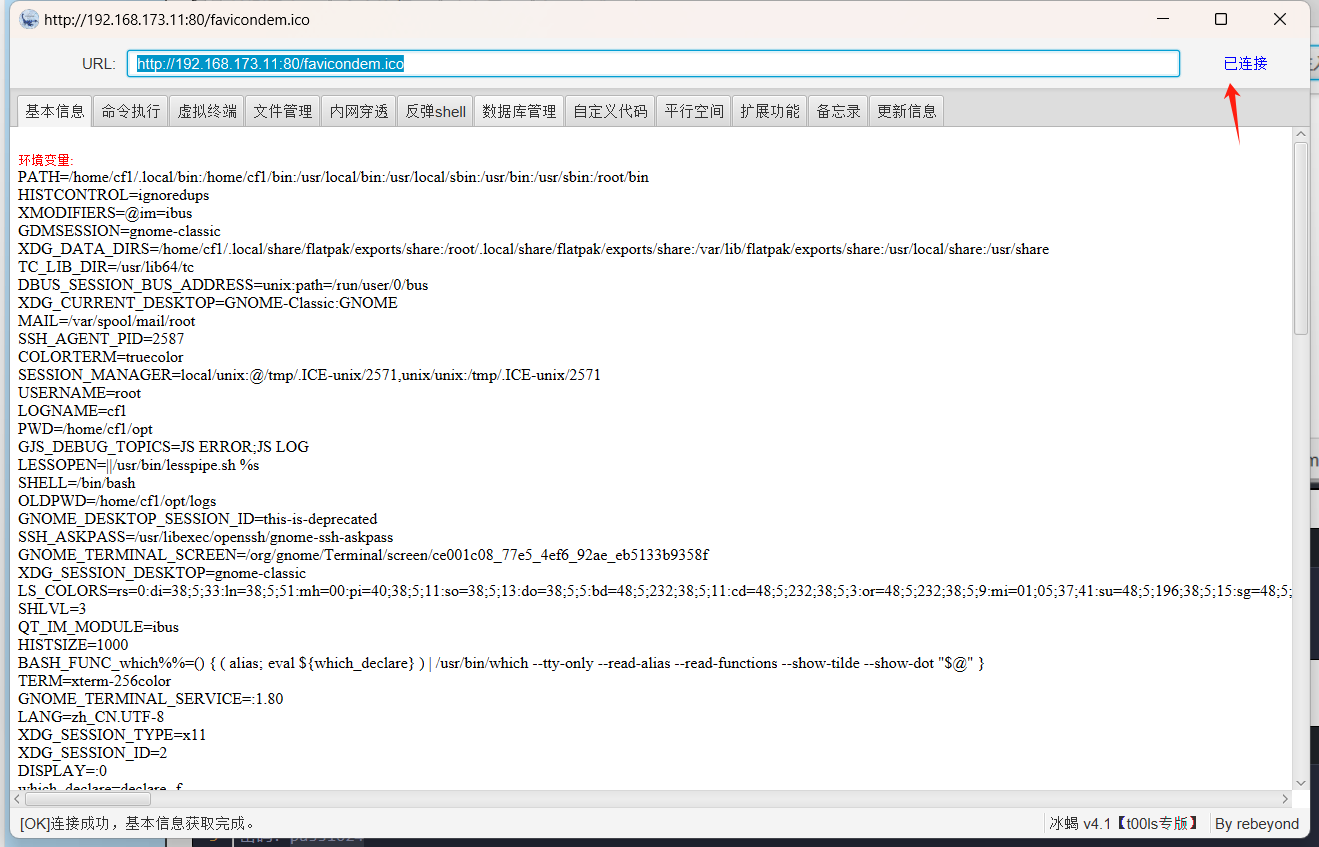 http://192.168.173.11:80/favicondem.ico
URL: http://192.168.173.11:80/favicondem.ico 已连接
基本信息 命令执行 虚拟终端 文件管理 内网穿透 反弹shell 数据库管理 自定义代码 平行空间 扩展功能 备忘录 更新信息
环境变量:
PATH=/home/cf1/.local/bin:/home/cf1/bin:/usr/local/bin:/usr/local/sbin:/usr/bin:/usr/sbin:/root/bin
HISTCONTROL=ignoredups
XMODIFIERS=@im=ibus
GDMSESSION=gnome-classic
XDG_DATA_DIRS=/home/cf1/.local/share/flatpak/exports/share:/root/.local/share/flatpak/exports/share:/var/lib/flatpak/exports/share:/usr/local/share:/usr/share
TC_LIB_DIR=/usr/lib64/tc
DBUS_SESSION_BUS_ADDRESS=unix:path=/run/user/0/bus
XDG_CURRENT_DESKTOP=GNOME-Classic:GNOME
MAIL=/var/spool/mail/root
SSH_AGENT_PID=2587
COLORTERM=truecolor
SESSION_MANAGER=local/unix:@/tmp/.ICE-unix/2571,unix/unix:/tmp/.ICE-unix/2571
USERNAME=root
LOGNAME=cf1
PWD=/home/cf1/opt
GJS_DEBUG_TOPICS=JS ERROR;JS LOG
LESSOPEN=||/usr/bin/lesspipe.sh %s
SHELL=/bin/bash
OLDPWD=/home/cf1/opt/logs
GNOME_DESKTOP_SESSION_ID=this-is-deprecated
SSH_ASKPASS=/usr/libexec/openssh/gnome-ssh-askpass
GNOME_TERMINAL_SCREEN=/org/gnome/Terminal/screen/ce001c08_77e5_4ef6_92ae_eb5133b9358f
XDG_SESSION_DESKTOP=gnome-classic
LS_COLORS=rs=0:di=38;5;33:ln=38;5;51:mh=00:pi=40;38;5;11:so=38;5;13:do=38;5;5:bd=48;5;232;38;5;11:cd=48;5;232;38;5;3:or=48;5;232;38;5;9:mi=01;05;37;41:su=48;5;196;38;5;15:sg=48;5;
SHLVL=3
QT_IM_MODULE=ibus
HISTSIZE=1000
BASH_FUNC_which%%=() { ( alias; eval ${which_declare} ) | /usr/bin/which --tty-only --read-alias --read-functions --show-tilde --show-dot "$@" }
TERM=xterm-256color
GNOME_TERMINAL_SERVICE=:1.80
LANG=zh_CN.UTF-8
XDG_SESSION_TYPE=x11
XDG_SESSION_ID=2
DISPLAY=:0
which_declare=declare -f
[OK]连接成功，基本信息获取完成。 冰蝎 v4.1【t00ls专版】 By rebeyond